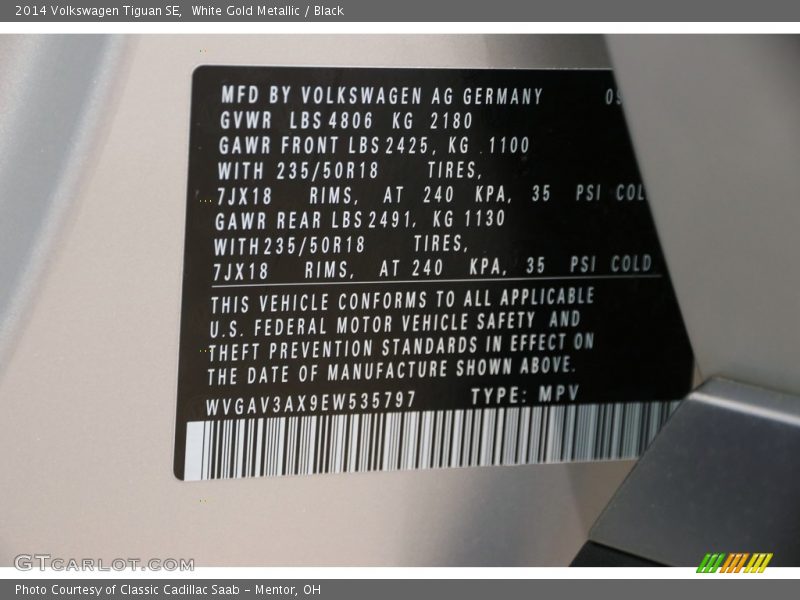 2014 Volkswagen Tiguan SE, White Gold Metallic / Black
MFD BY VOLKSWAGEN AG GERMANY
GVWR LBS 4806 KG 2180
GAWR FRONT LBS 2425, KG 1100
WITH 235/50R18 TIRES,
7JX18 RIMS, AT 240 KPA, 35 PSI COL
GAWR REAR LBS 2491, KG 1130
WITH 235/50R18 TIRES,
7JX18 RIMS, AT 240 KPA, 35 PSI COLD
THIS VEHICLE CONFORMS TO ALL APPLICABLE
U.S. FEDERAL MOTOR VEHICLE SAFETY AND
THEFT PREVENTION STANDARDS IN EFFECT ON
THE DATE OF MANUFACTURE SHOWN ABOVE.
WVGAV3AX9EW535797 TYPE: MPV
GTcarlot.com
Photo Courtesy of Classic Cadillac Saab - Mentor, OH